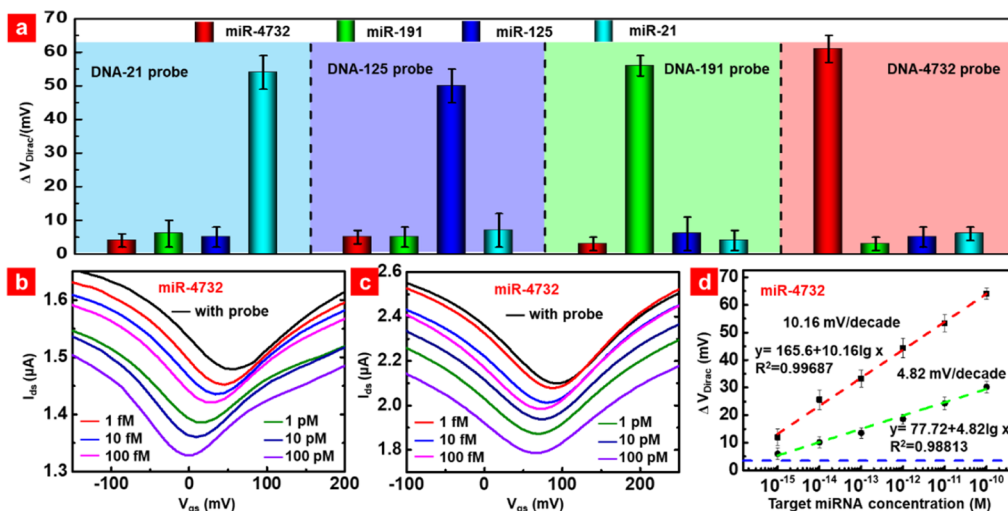 a
miR-4732 miR-191 miR-125 miR-21
DNA-21 probe DNA-125 probe DNA-191 probe DNA-4732 probe
Δ V_Dirac/(mV)
70
60
50
40
30
20
10
0
b
miR-4732
with probe
I_ds (μA)
1.6
1.5
1.4
1.3
1 fM 1 pM
10 fM 10 pM
100 fM 100 pM
-100 0 100 200
V_gs (mV)
c
miR-4732
with probe
I_ds (μA)
2.6
2.4
2.2
2.0
1.8
1.6
1 fM 1 pM
10 fM 10 pM
100 fM 100 pM
-100 0 100 200
V_gs (mV)
d
miR-4732
Δ V_Dirac (mV)
70
60
50
40
30
20
10
0
10.16 mV/decade
y= 165.6+10.16lg x
R²=0.99687
4.82 mV/decade
y= 77.72+4.82lg x
R²=0.98813
10⁻¹⁵ 10⁻¹⁴ 10⁻¹³ 10⁻¹² 10⁻¹¹ 10⁻¹⁰
Target miRNA concentration (M)